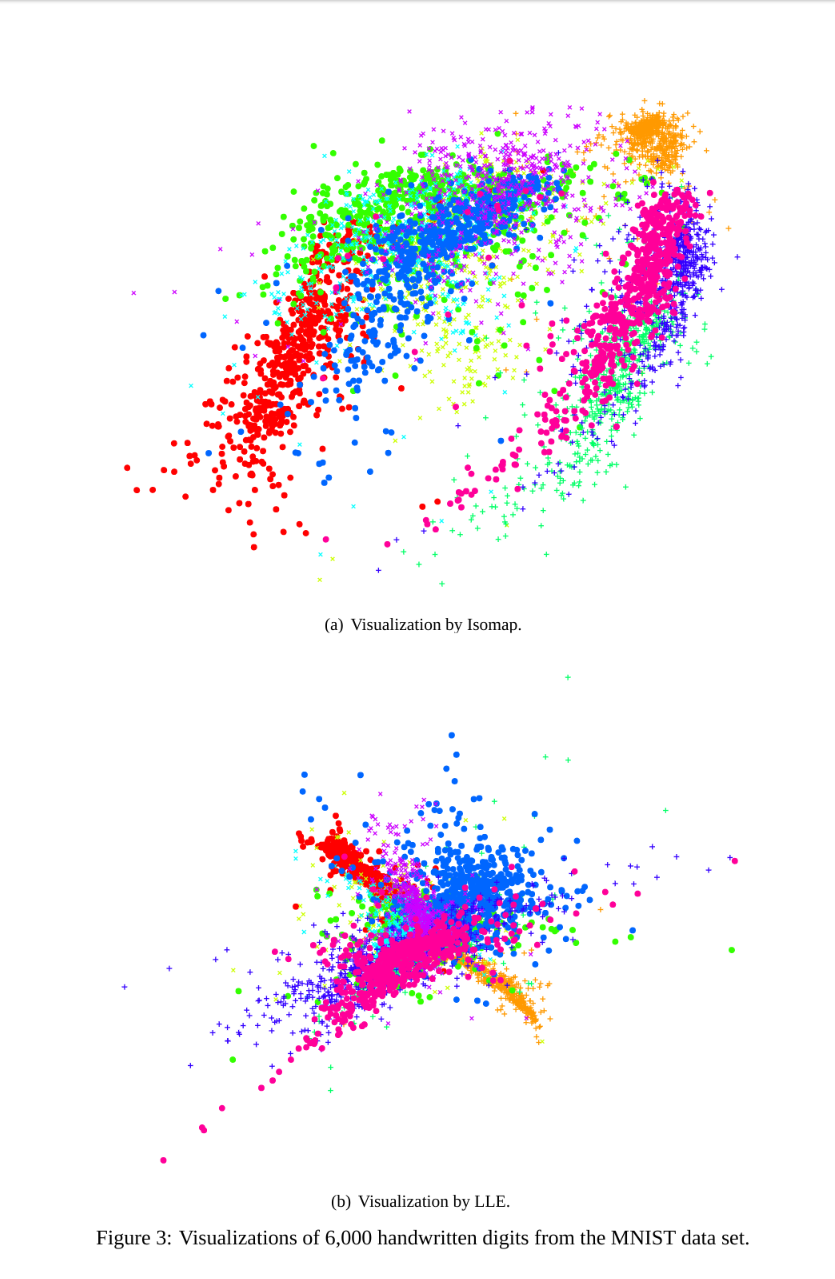 (a) Visualization by Isomap.
(b) Visualization by LLE.
Figure 3: Visualizations of 6,000 handwritten digits from the MNIST data set.